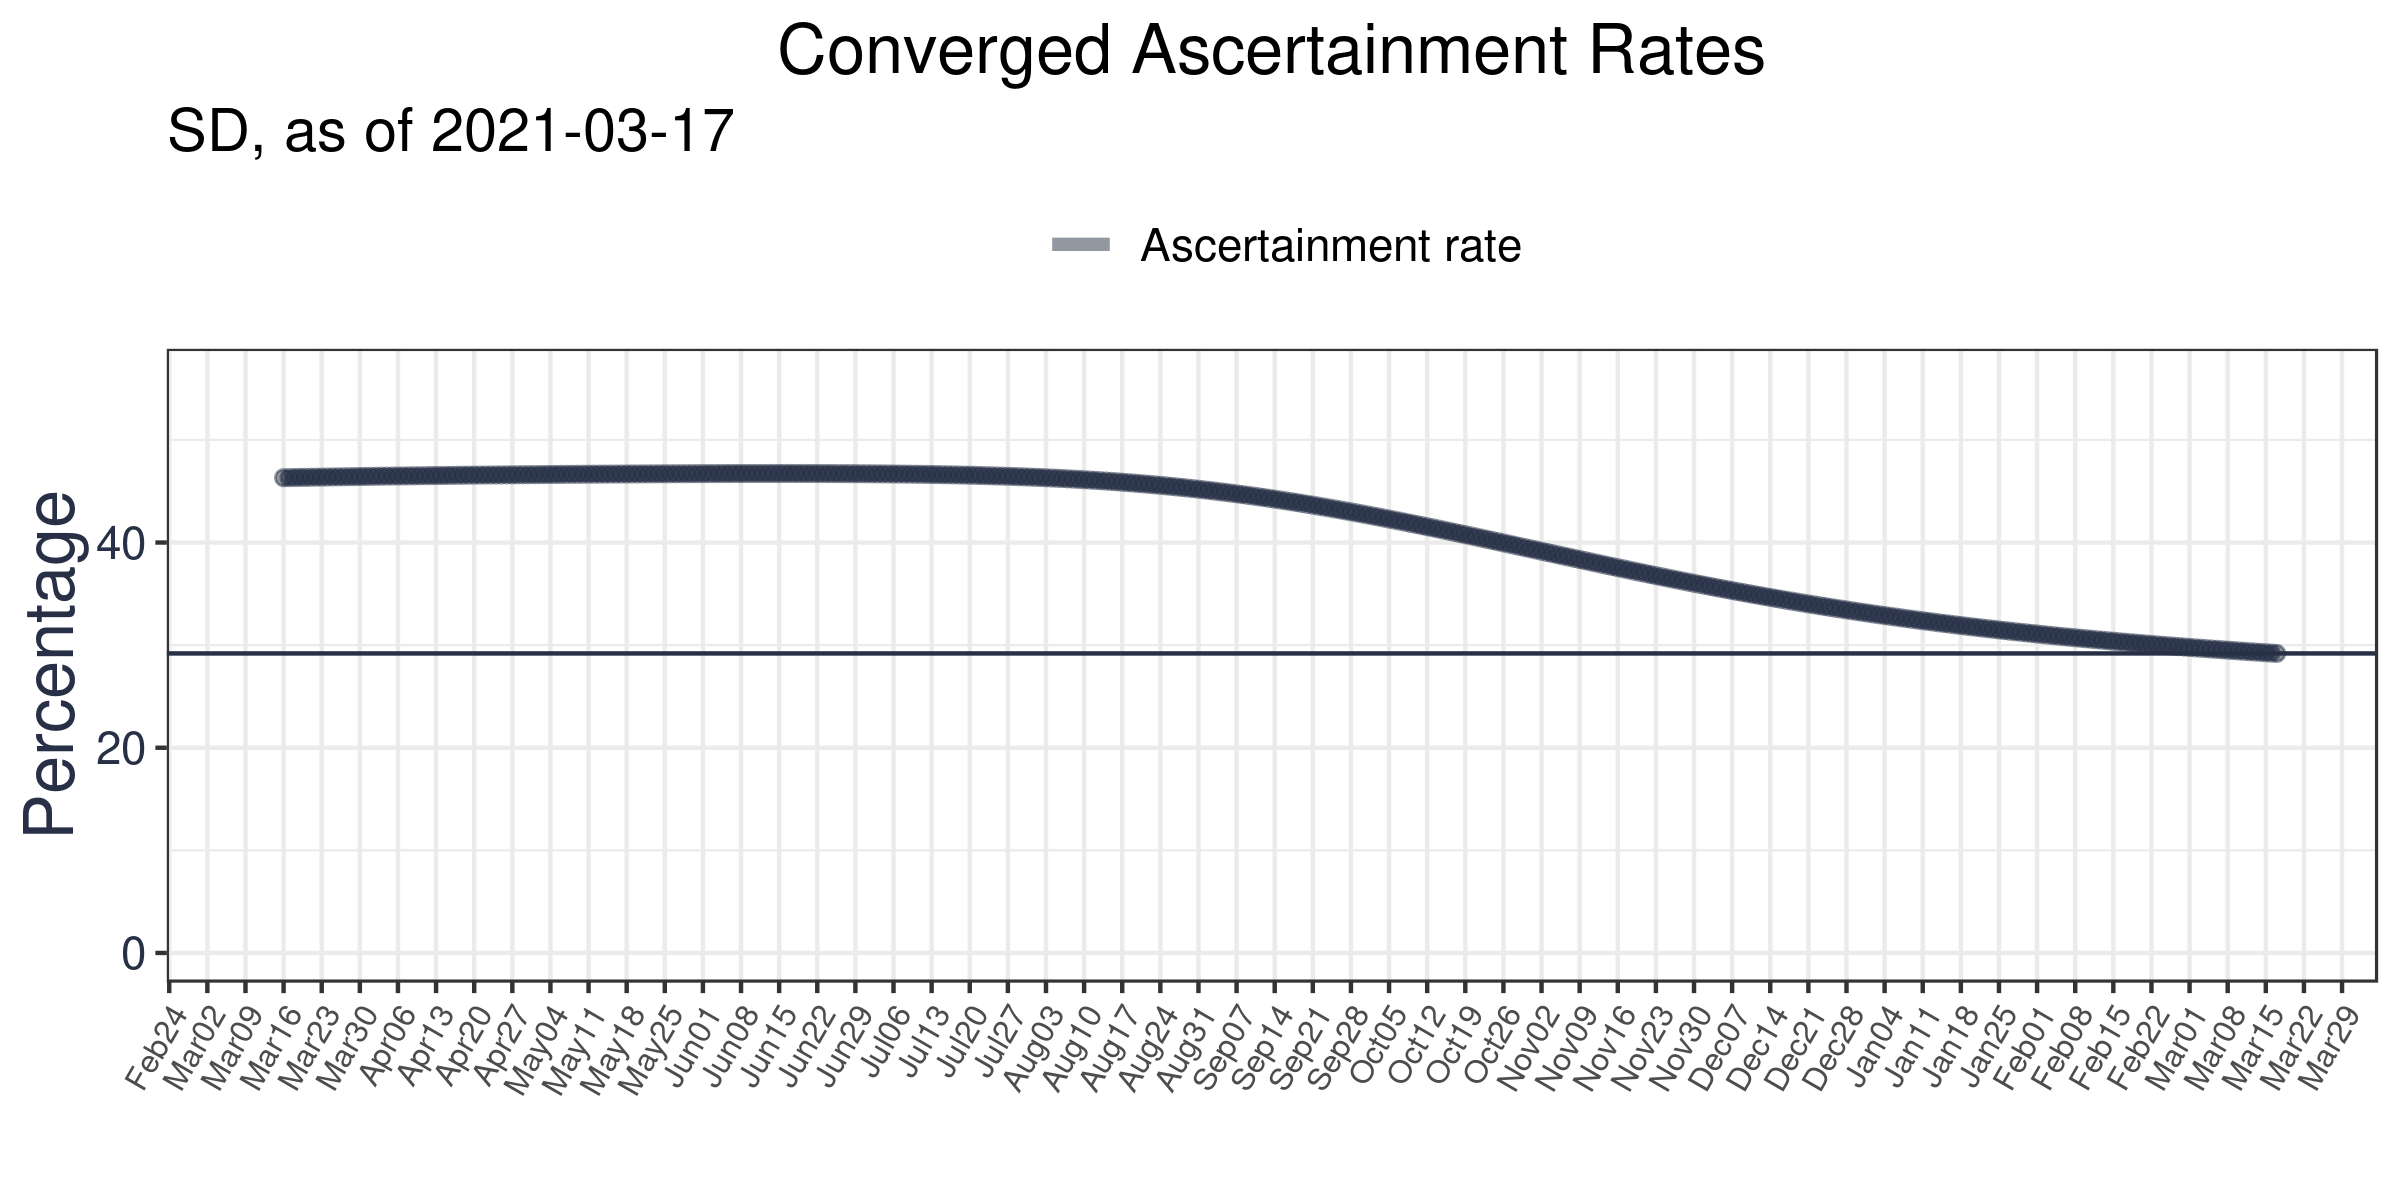 Converged Ascertainment Rates
SD, as of 2021-03-17
Ascertainment rate
Percentage
40
20
0
Feb24 Mar02 Mar09 Mar16 Mar23 Mar30 Apr06 Apr13 Apr20 Apr27 May04 May11 May18 May25 Jun01 Jun08 Jun15 Jun22 Jun29 Jul06 Jul13 Jul20 Jul27 Aug03 Aug10 Aug17 Aug24 Aug31 Sep07 Sep14 Sep21 Sep28 Oct05 Oct12 Oct19 Oct26 Nov02 Nov09 Nov16 Nov23 Nov30 Dec07 Dec14 Dec21 Dec28 Jan04 Jan11 Jan18 Jan25 Feb01 Feb08 Feb15 Feb22 Mar01 Mar08 Mar15 Mar22 Mar29